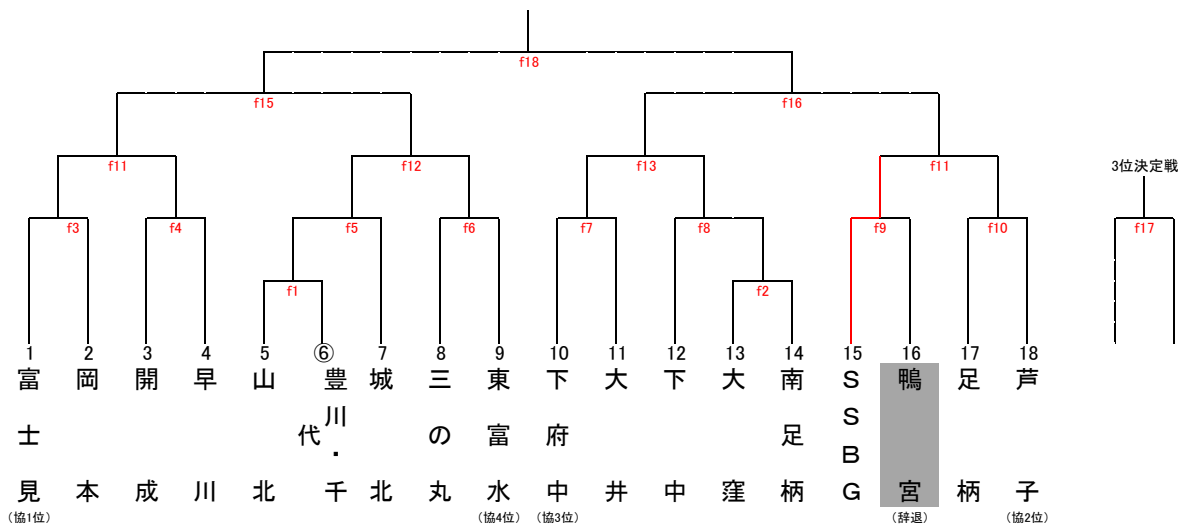 f18
f15
f16
f11
f12
f13
f11
3位決定戦
f3
f4
f5
f6
f7
f8
f9
f10
f17
f1
f2
1
2
3
4
5
⑥
7
8
9
10
11
12
13
14
15
16
17
18
富士見
岡本
開成
早川
山北
豊川・千
代
城北
三の丸
東富水
下府中
大井
下中
大窪
南足柄
SSBG
鴨宮
足柄
芦子
(協1位)
(協4位)
(協3位)
(辞退)
(協2位)